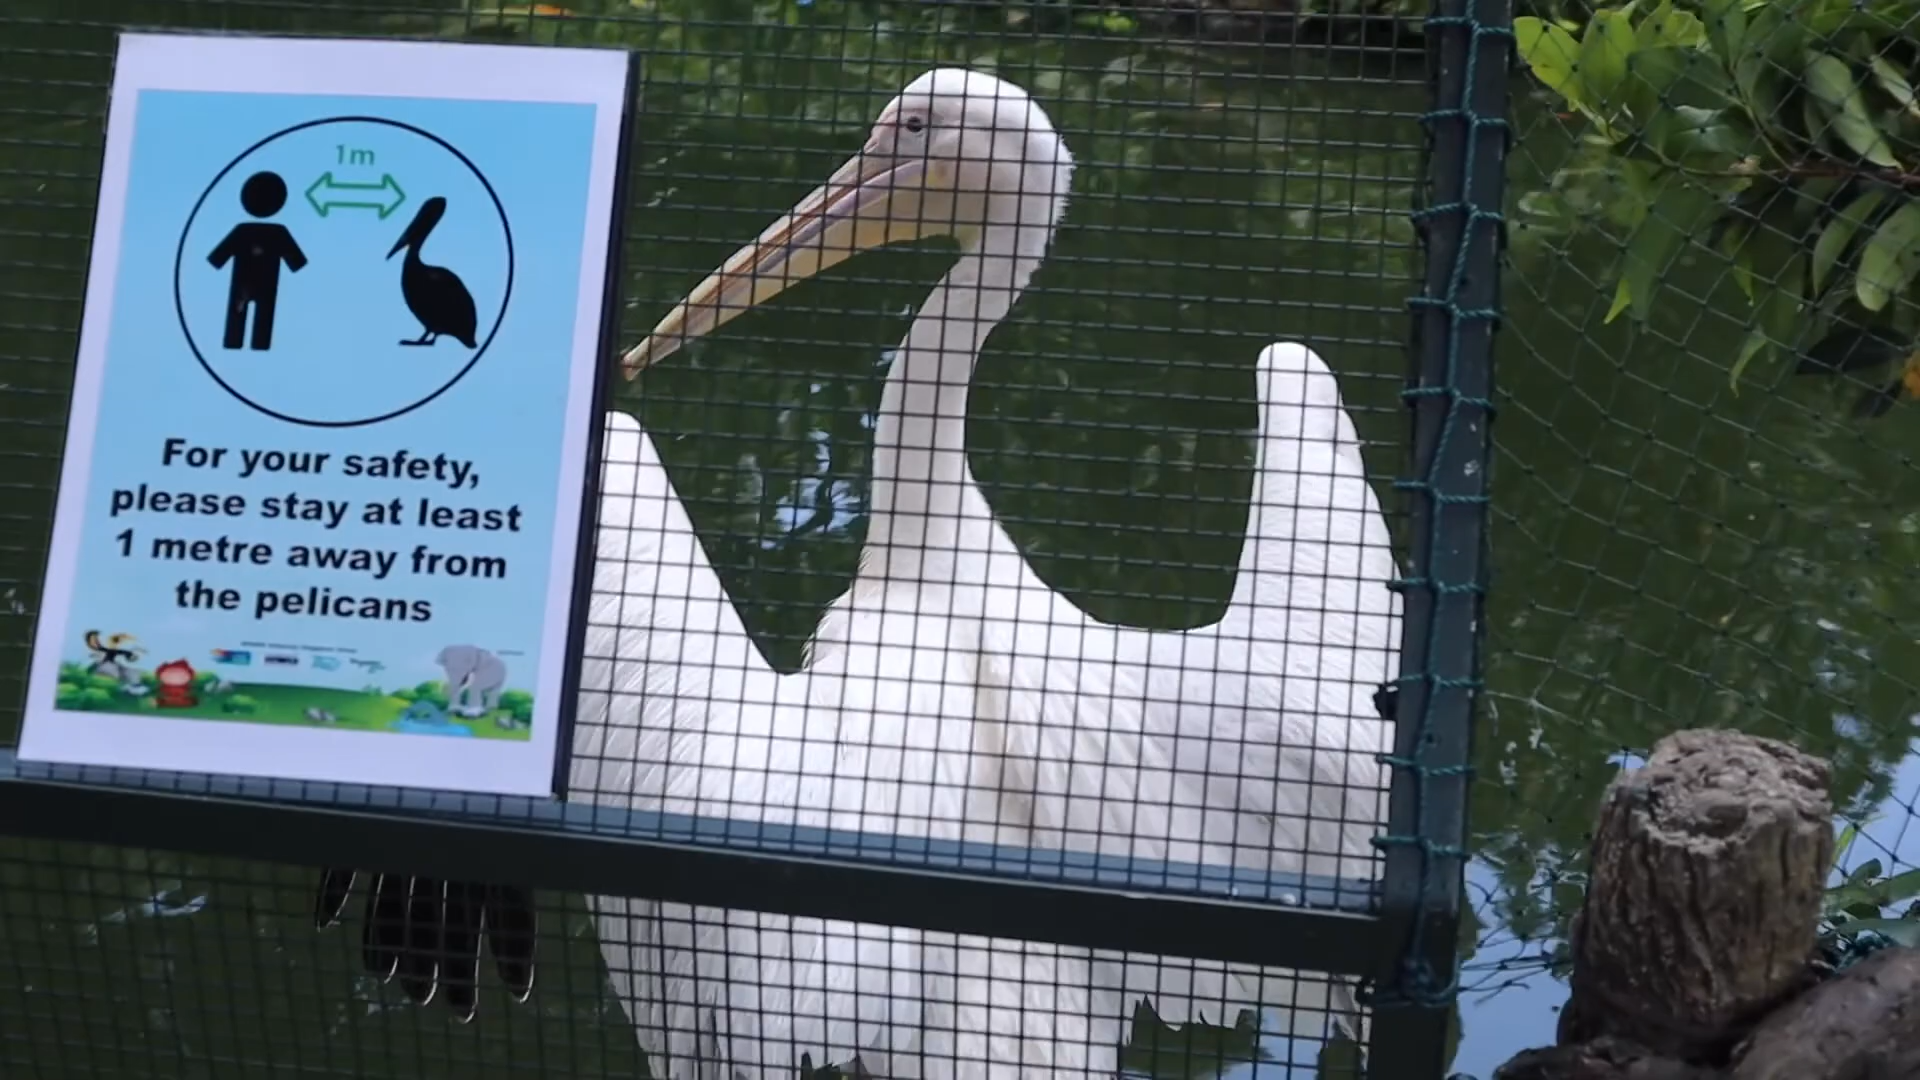 1m
For your safety,
please stay at least
1 metre away from
the pelicans